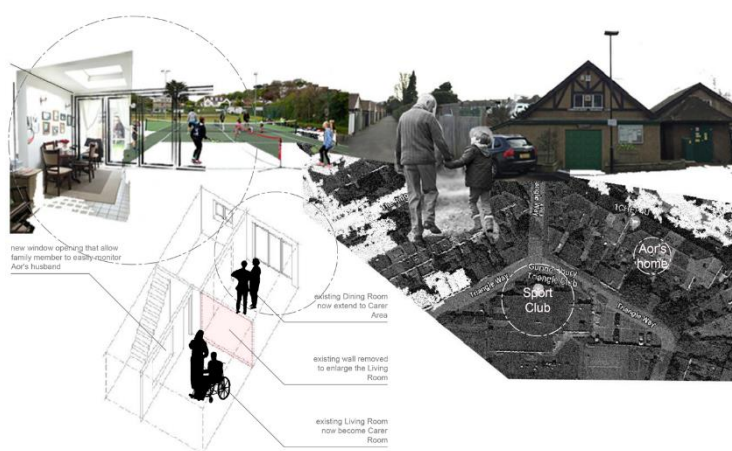 new window opening that allow
family member to easily monitor
Aor's husband
existing Dining Room
now extend to Carer
Area
existing wall removed
to enlarge the Living
Room
existing Living Room
now become Carer
Room
Aor's
home
Triangle Club
Sport
Club
Triangle Way
Triangle Way